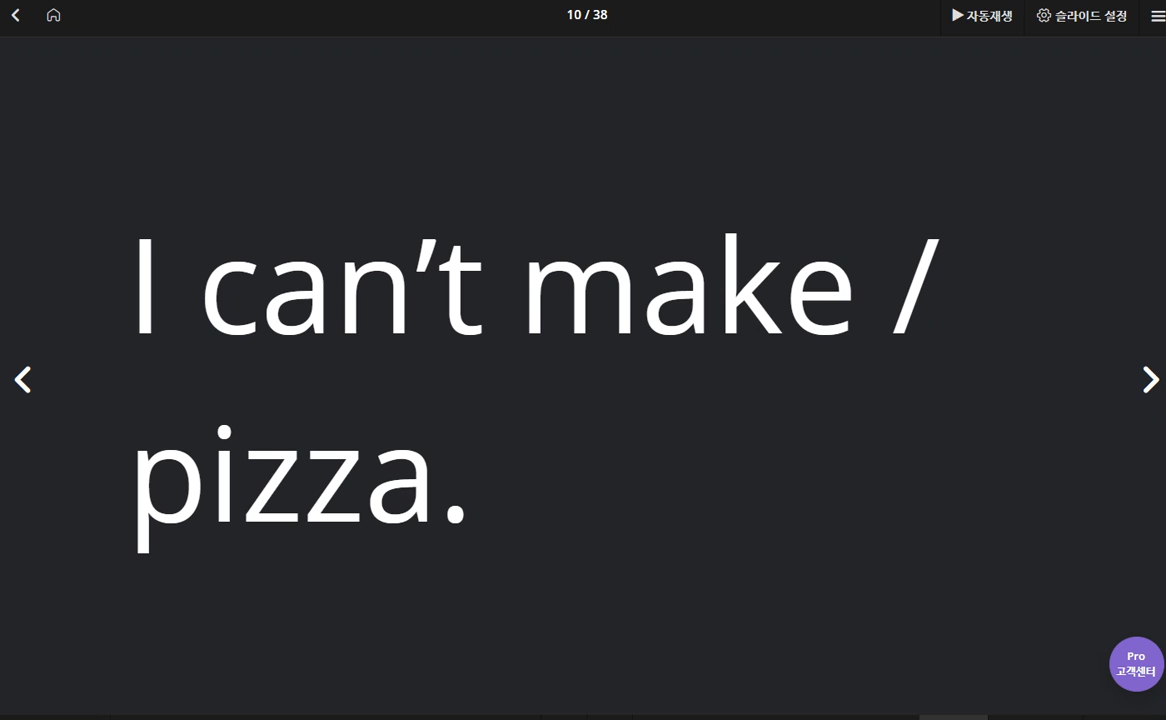 10 / 38
▶ 자동재생
슬라이드 설정
I can’t make /
pizza.
Pro
고객센터